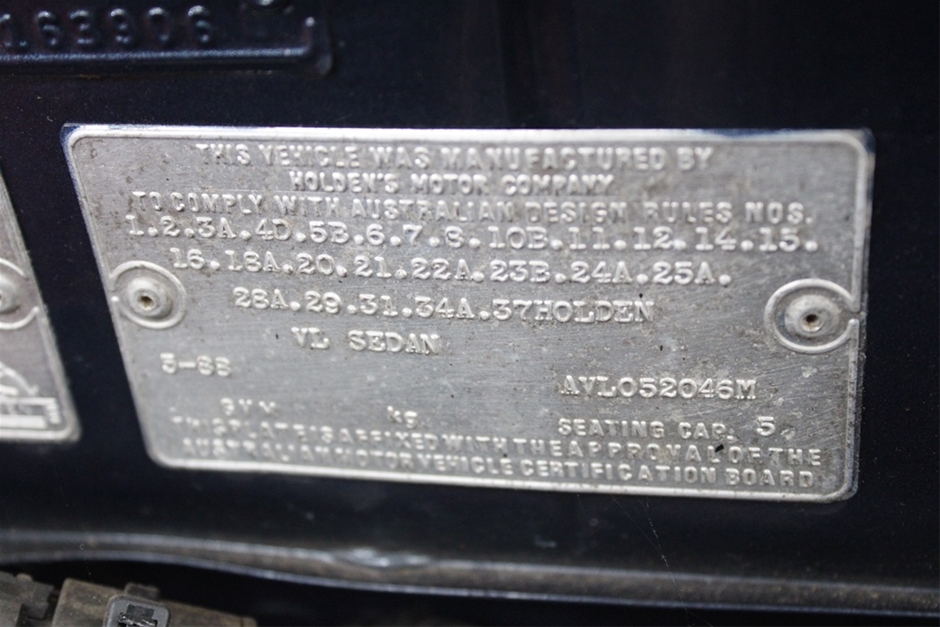 163906
THIS VEHICLE WAS MANUFACTURED BY
HOLDEN'S MOTOR COMPANY
TO COMPLY WITH AUSTRALIAN DESIGN RULES NOS.
1.2.3A.4D.5B.6.7.8.10B.11.12.14.15.
16.18A.20.21.22A.23B.24A.25A.
28A.29.31.34A.37HOLDEN
VL SEDAN
AVL052046M
GVM kg.
SEATING CAP. 5
THIS PLATE IS AFFIXED WITH THE APPROVAL OF THE
AUSTRALIAN MOTOR VEHICLE CERTIFICATION BOARD